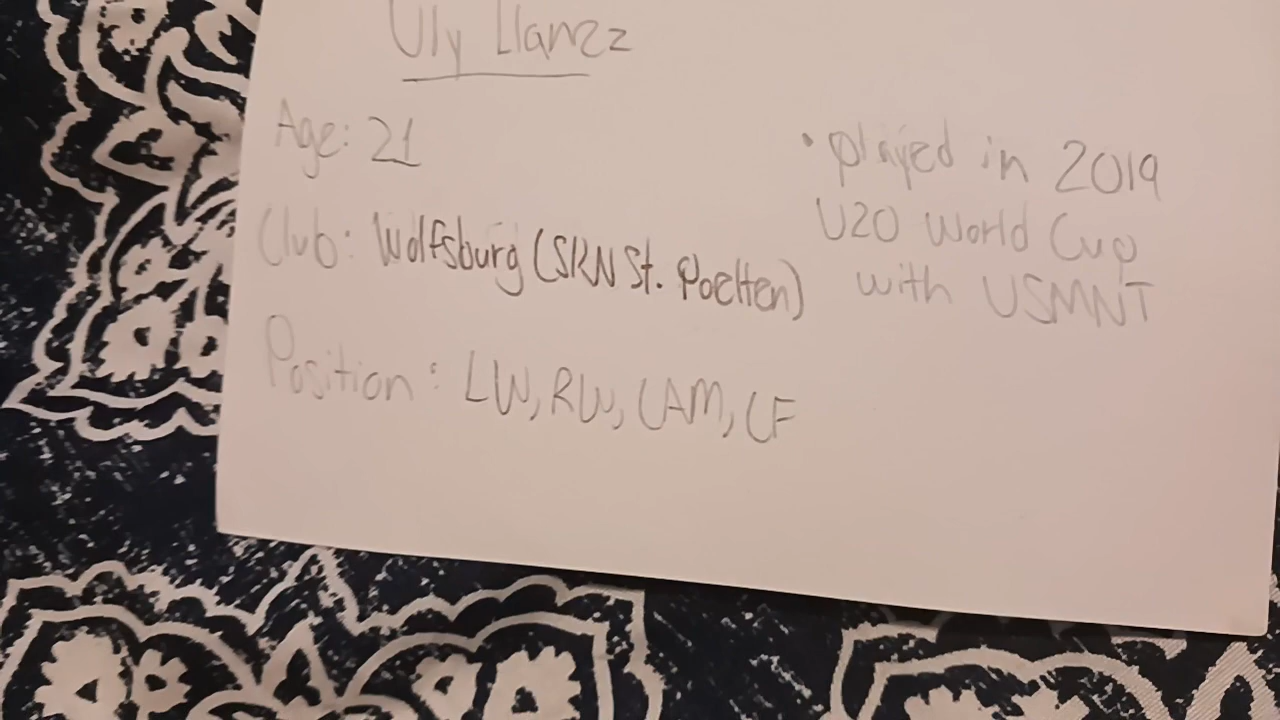 Uly Llanez
Age: 21
Club: Wolfsburg (SKN St. Poelten)
Position: LW, RW, CAM, CF
• played in 2019
U20 World Cup
with USMNT